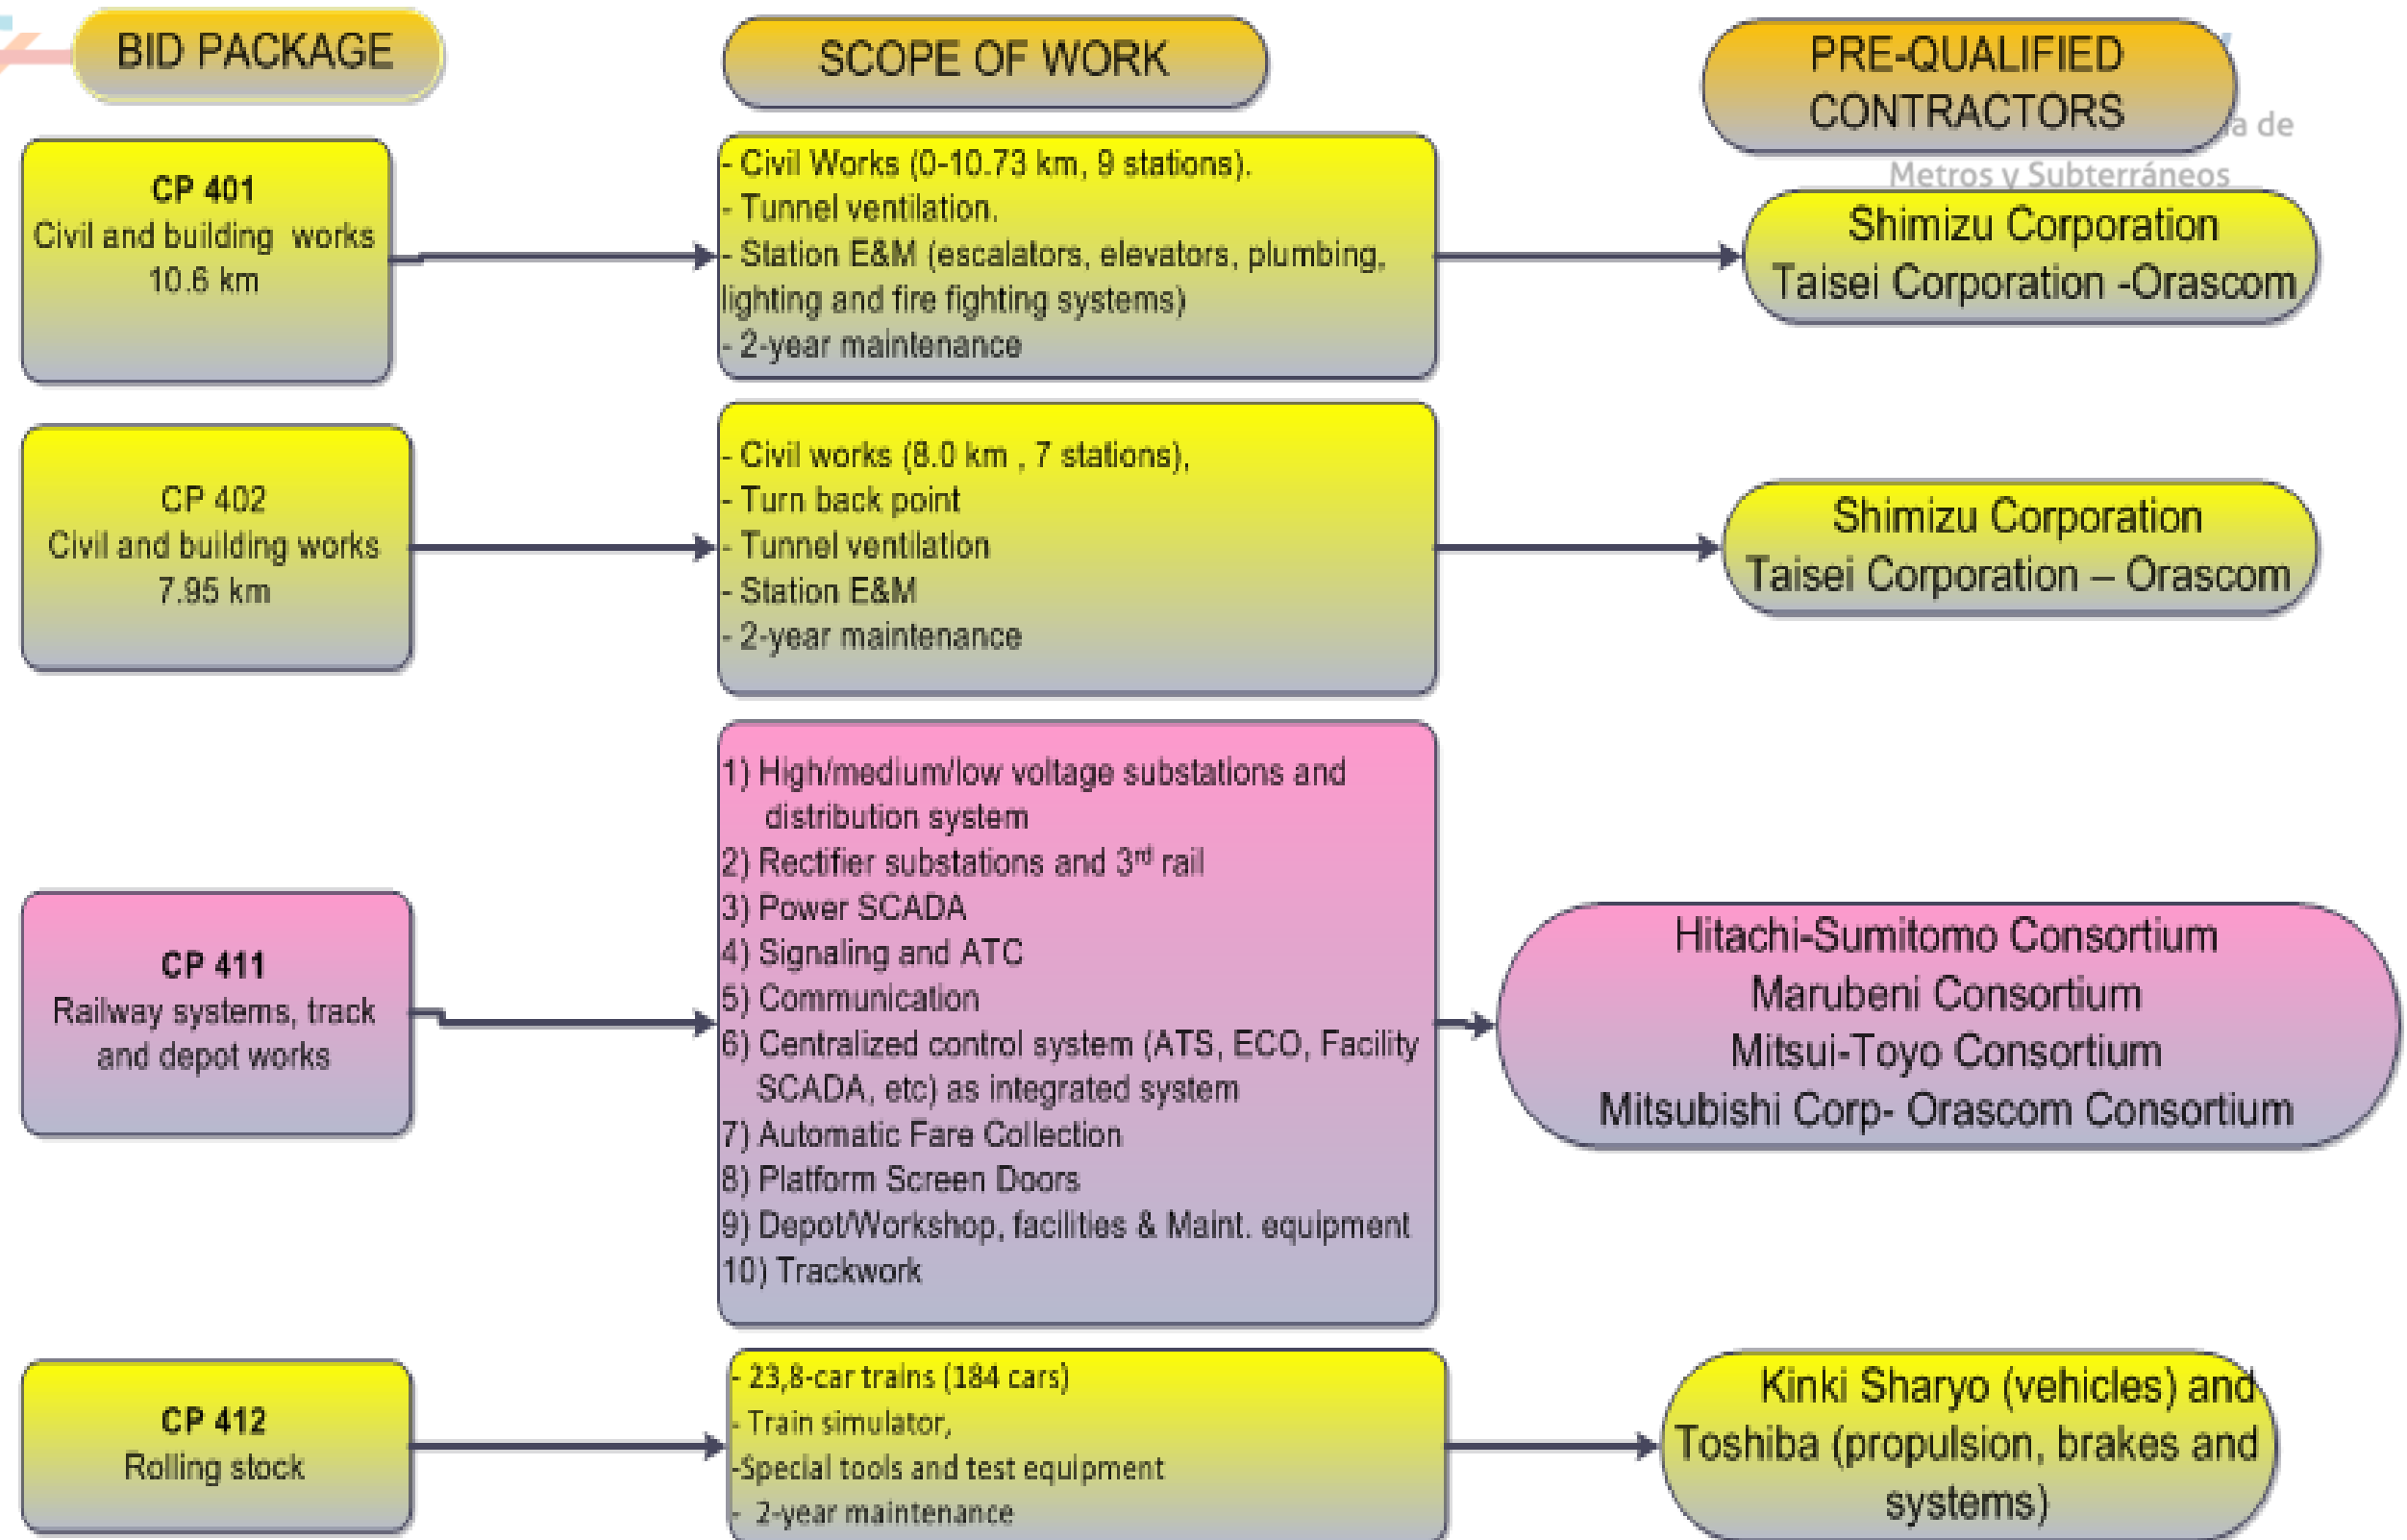 BID PACKAGE
SCOPE OF WORK
PRE-QUALIFIED
CONTRACTORS
a de
Metros y Subterráneos
CP 401
Civil and building works
10.6 km
- Civil Works (0-10.73 km, 9 stations).
- Tunnel ventilation.
- Station E&M (escalators, elevators, plumbing,
lighting and fire fighting systems)
- 2-year maintenance
Shimizu Corporation
Taisei Corporation -Orascom
CP 402
Civil and building works
7.95 km
- Civil works (8.0 km , 7 stations),
- Turn back point
- Tunnel ventilation
- Station E&M
- 2-year maintenance
Shimizu Corporation
Taisei Corporation – Orascom
CP 411
Railway systems, track
and depot works
1) High/medium/low voltage substations and
distribution system
2) Rectifier substations and 3rd rail
3) Power SCADA
4) Signaling and ATC
5) Communication
6) Centralized control system (ATS, ECO, Facility
SCADA, etc) as integrated system
7) Automatic Fare Collection
8) Platform Screen Doors
9) Depot/Workshop, facilities & Maint. equipment
10) Trackwork
Hitachi-Sumitomo Consortium
Marubeni Consortium
Mitsui-Toyo Consortium
Mitsubishi Corp- Orascom Consortium
CP 412
Rolling stock
- 23,8-car trains (184 cars)
- Train simulator,
-Special tools and test equipment
- 2-year maintenance
Kinki Sharyo (vehicles) and
Toshiba (propulsion, brakes and
systems)